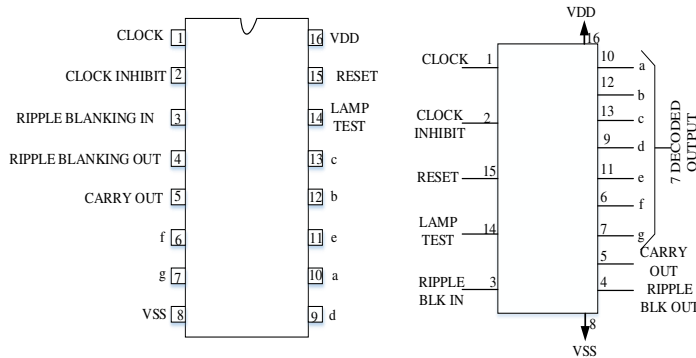 CLOCK 1 16 VDD
CLOCK INHIBIT 2 15 RESET
RIPPLE BLANKING IN 3 14 LAMP
TEST
RIPPLE BLANKING OUT 4 13 c
CARRY OUT 5 12 b
f 6 11 e
g 7 10 a
VSS 8 9 d
VDD
16
CLOCK 1
CLOCK
INHIBIT
2
RESET 15
LAMP
TEST
14
RIPPLE
BLK IN
3
10 a
12 b
13 c
9 d
11 e
6 f
7 g
7 DECODED
OUTPUT
5 CARRY
OUT
4 RIPPLE
BLK OUT
8
VSS